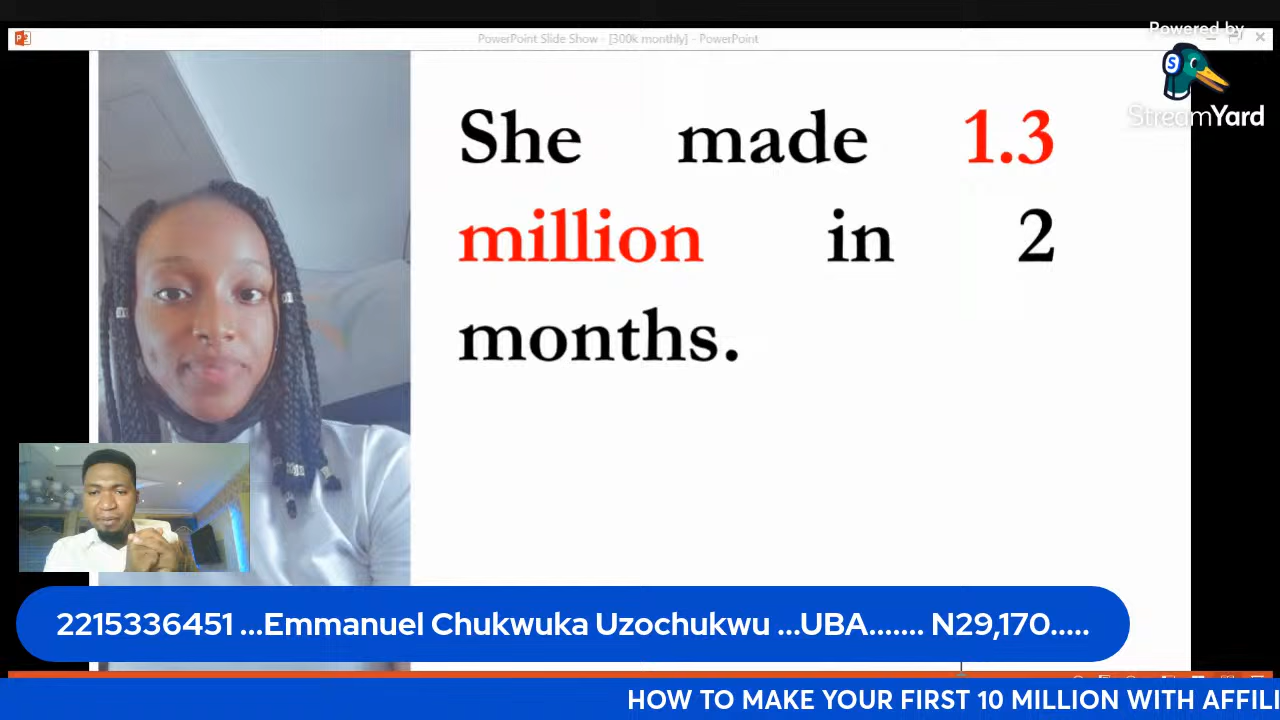 PowerPoint Slide Show - [300k monthly] - PowerPoint
Powered by
S
StreamYard
She made 1.3
million in 2
months.
2215336451 ...Emmanuel Chukwuka Uzochukwu ...UBA....... N29,170.....
HOW TO MAKE YOUR FIRST 10 MILLION WITH AFFILI